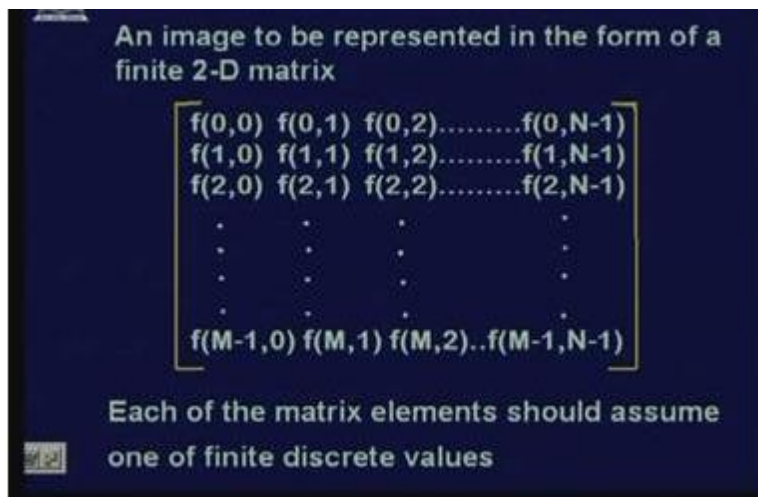 An image to be represented in the form of a
finite 2-D matrix
f(0,0) f(0,1) f(0,2).........f(0,N-1)
f(1,0) f(1,1) f(1,2).........f(1,N-1)
f(2,0) f(2,1) f(2,2).........f(2,N-1)
. . . .
. . . .
. . . .
. . . .
f(M-1,0) f(M,1) f(M,2)..f(M-1,N-1)
Each of the matrix elements should assume
one of finite discrete values